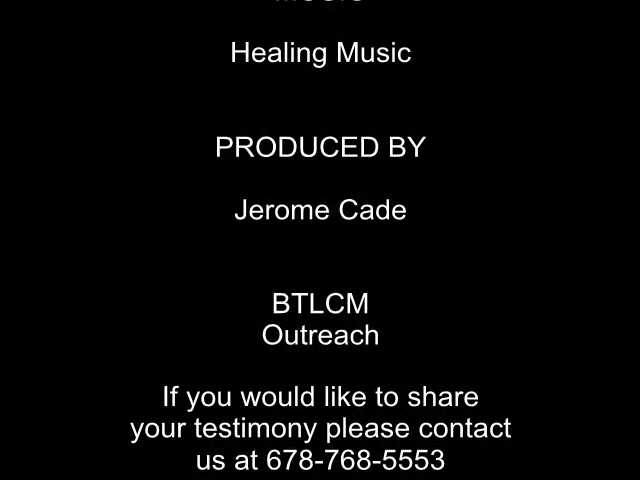 Healing Music
PRODUCED BY
Jerome Cade
BTLCM
Outreach
If you would like to share
your testimony please contact
us at 678-768-5553